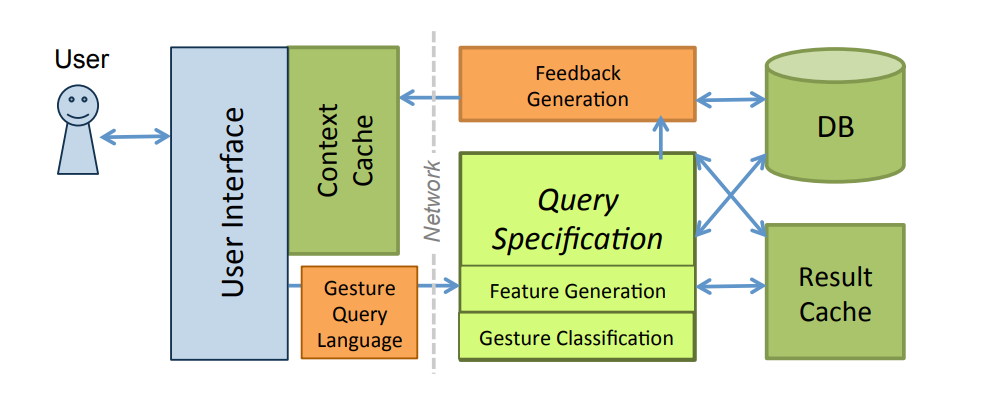 User
User Interface
Context
Cache
Gesture
Query
Language
Network
Feedback
Generation
Query
Specification
Feature Generation
Gesture Classification
DB
Result
Cache